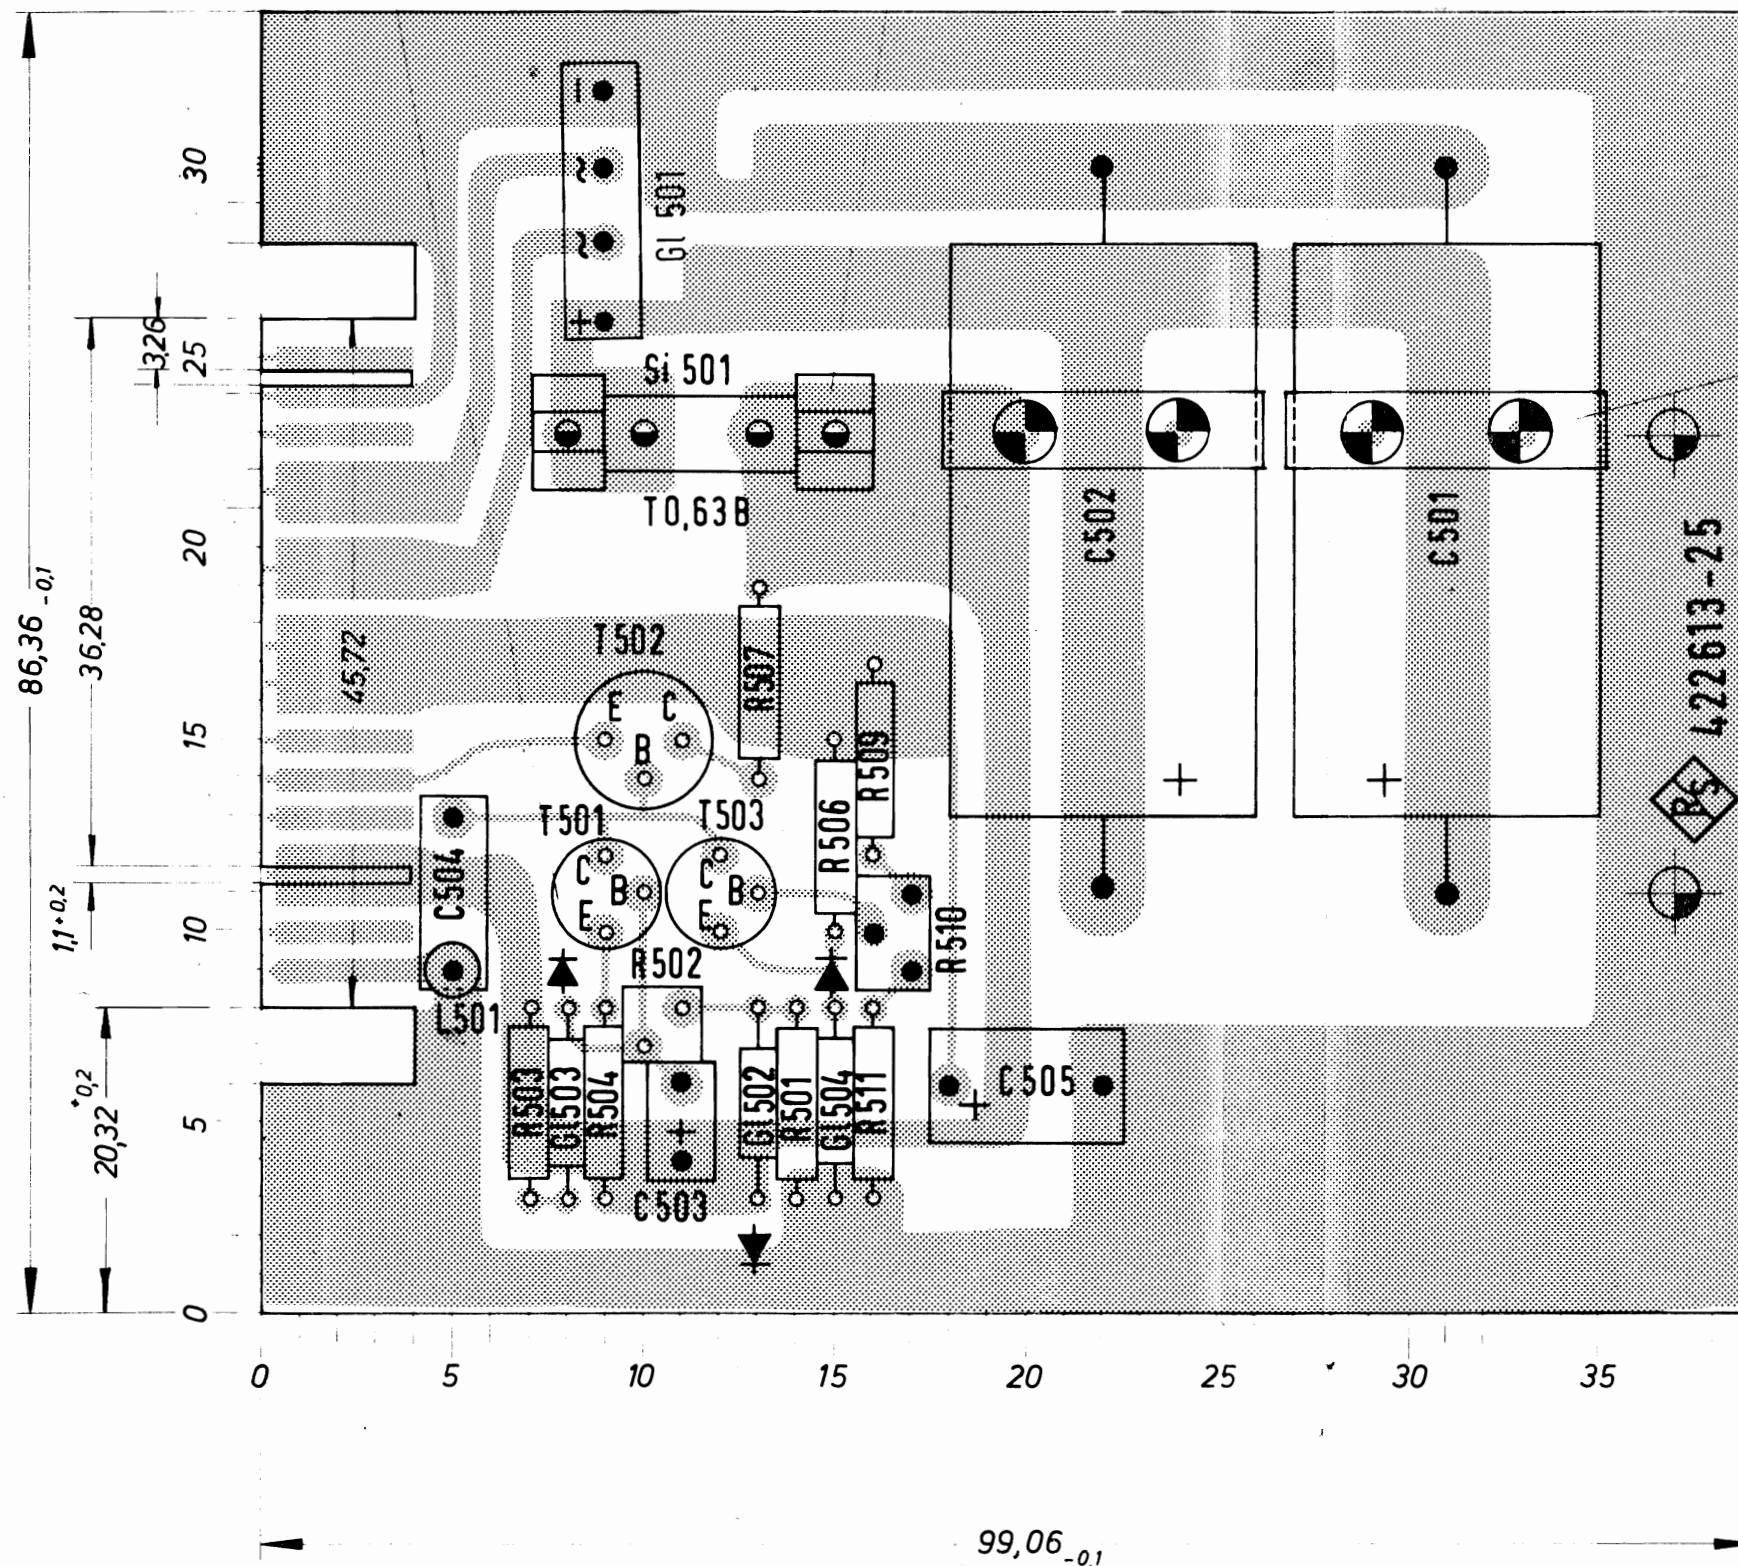 86,36 -0,1
36,28
3,26
45,72
1,1 +0,2
20,32 +0,2
30
25
20
15
10
5
0
− ~ ~ +
Gl 501
Si 501
T0,63B
C502
C501
422613-25
R&S
T502
E C
B
R507
R509
R506
T501
T503
C
B
E
C
B
E
C504
L501
R502
R510
R503
Gl503
R504
+
C503
GL502
R501
GL504
R511
C505
+
+
+
0
5
10
15
20
25
30
35
99,06 -0,1